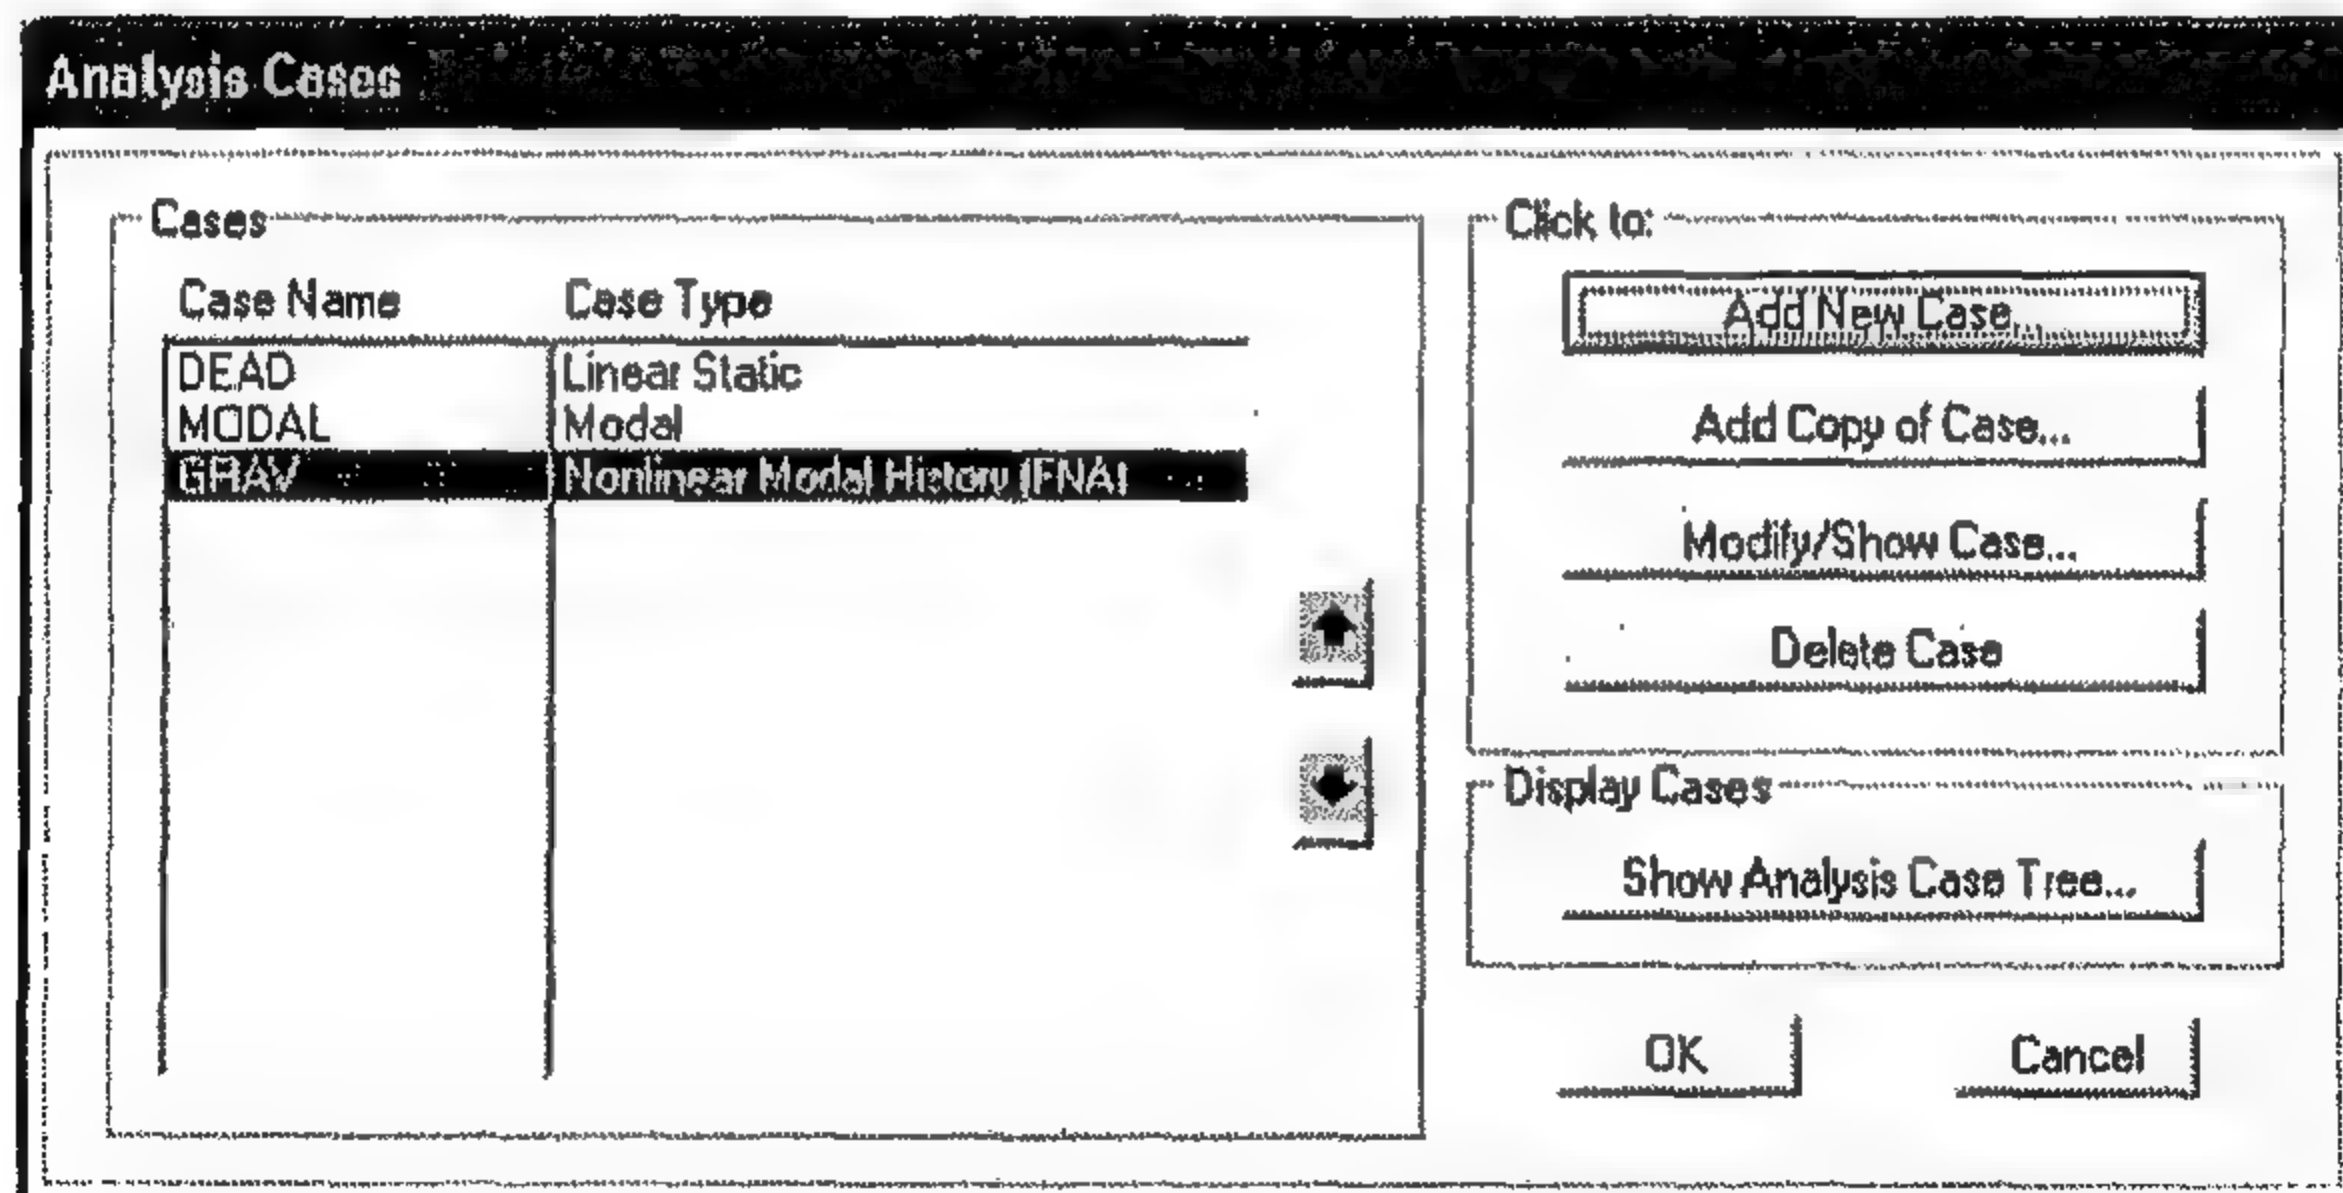 Analysis Cases
Cases
Case Name Case Type
DEAD Linear Static
MODAL Modal
GRAV Nonlinear Modal History (FNA)
Click to:
Add New Case...
Add Copy of Case...
Modify/Show Case...
Delete Case
Display Cases
Show Analysis Case Tree...
OK Cancel